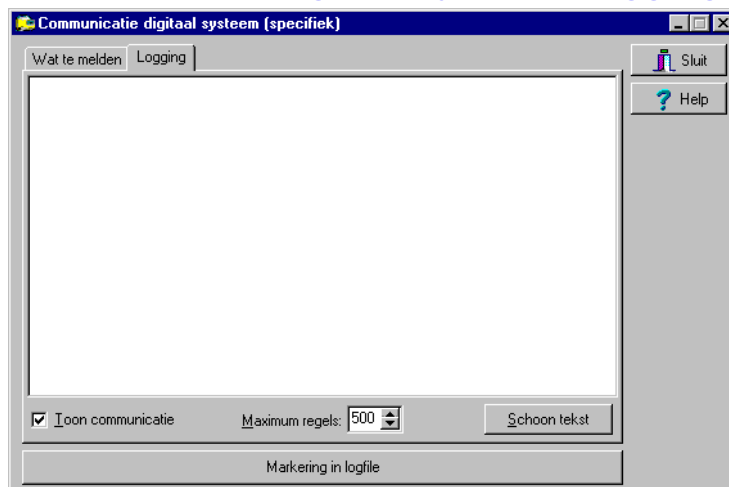 Communicatie digitaal systeem (specifiek)
Wat te melden Logging
Sluit
Help
Toon communicatie Maximum regels: 500 Schoon tekst
Markering in logfile